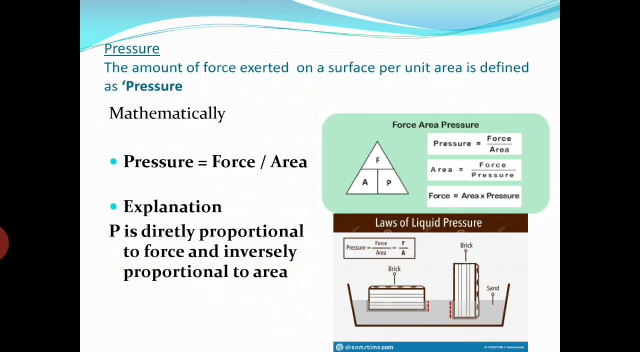 Pressure
The amount of force exerted on a surface per unit area is defined
as ‘Pressure
Mathematically
• Pressure = Force / Area
• Explanation
P is diretly proportional
to force and inversely
proportional to area
Force Area Pressure
F
A P
Pressure = Force / Area
Area = Force / Pressure
Force = Area x Pressure
Laws of Liquid Pressure
Pressure = Force / Area = F / A
Brick
Brick
Sand
dreamstime.com